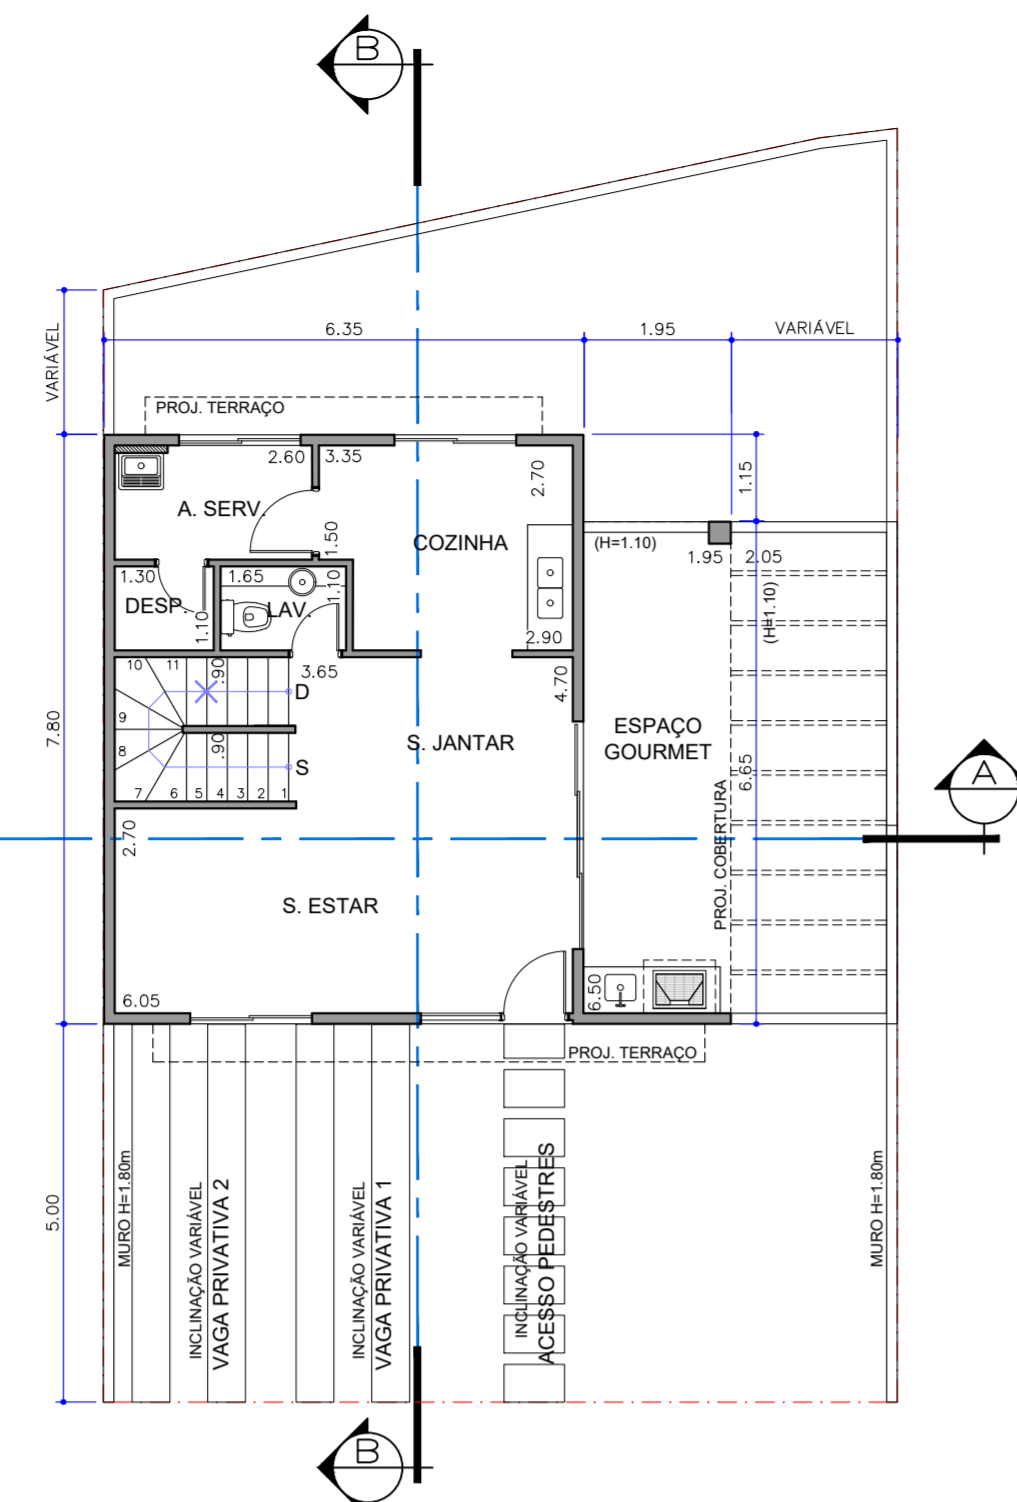 B
6.35
1.95
VARIÁVEL
VARIÁVEL
PROJ. TERRAÇO
2.60
3.35
2.70
1.15
A. SERV.
1.50
COZINHA
(H=1.10)
1.95
2.05
1.30
1.65
1.10
DESP.
1.10
LAV.
(H=1.10)
2.90
3.65
10
11
.90
D
4.70
9
7.80
8
.90
S. JANTAR
ESPAÇO
GOURMET
S
7
6
5
4
3
2
1
6.65
A
2.70
PROJ. COBERTURA
S. ESTAR
6.05
6.50
PROJ. TERRAÇO
5.00
MURO H=1.80m
INCLINAÇÃO VARIÁVEL
VAGA PRIVATIVA 2
INCLINAÇÃO VARIÁVEL
VAGA PRIVATIVA 1
INCLINAÇÃO VARIÁVEL
ACESSO PEDESTRES
MURO H=1.80m
B